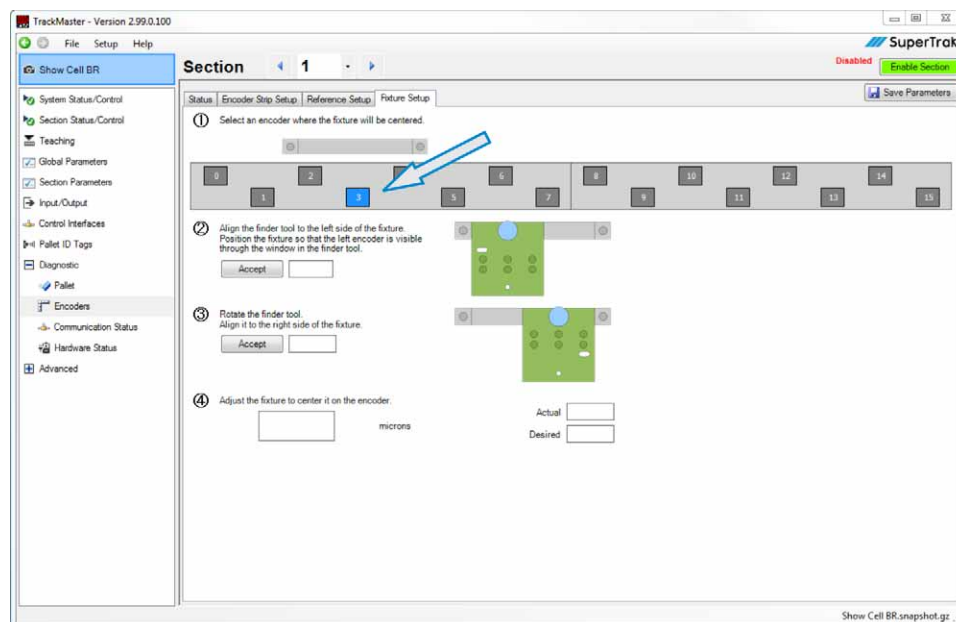 TrackMaster - Version 2.99.0.100
File Setup Help
SuperTrak
Show Cell BR
Section 1
Disabled
Enable Section
Save Parameters
Status Encoder Strip Setup Reference Setup Fixture Setup
System Status/Control
Section Status/Control
Teaching
Global Parameters
Section Parameters
Input/Output
Control Interfaces
Pallet ID Tags
Diagnostic
Pallet
Encoders
Communication Status
Hardware Status
Advanced
① Select an encoder where the fixture will be centered.
0 2 6 8 10 12 14
1 3 5 7 9 11 13 15
② Align the finder tool to the left side of the fixture.
Position the fixture so that the left encoder is visible
through the window in the finder tool.
Accept
③ Rotate the finder tool.
Align it to the right side of the fixture.
Accept
④ Adjust the fixture to center it on the encoder.
microns
Actual
Desired
Show Cell BR.snapshot.gz